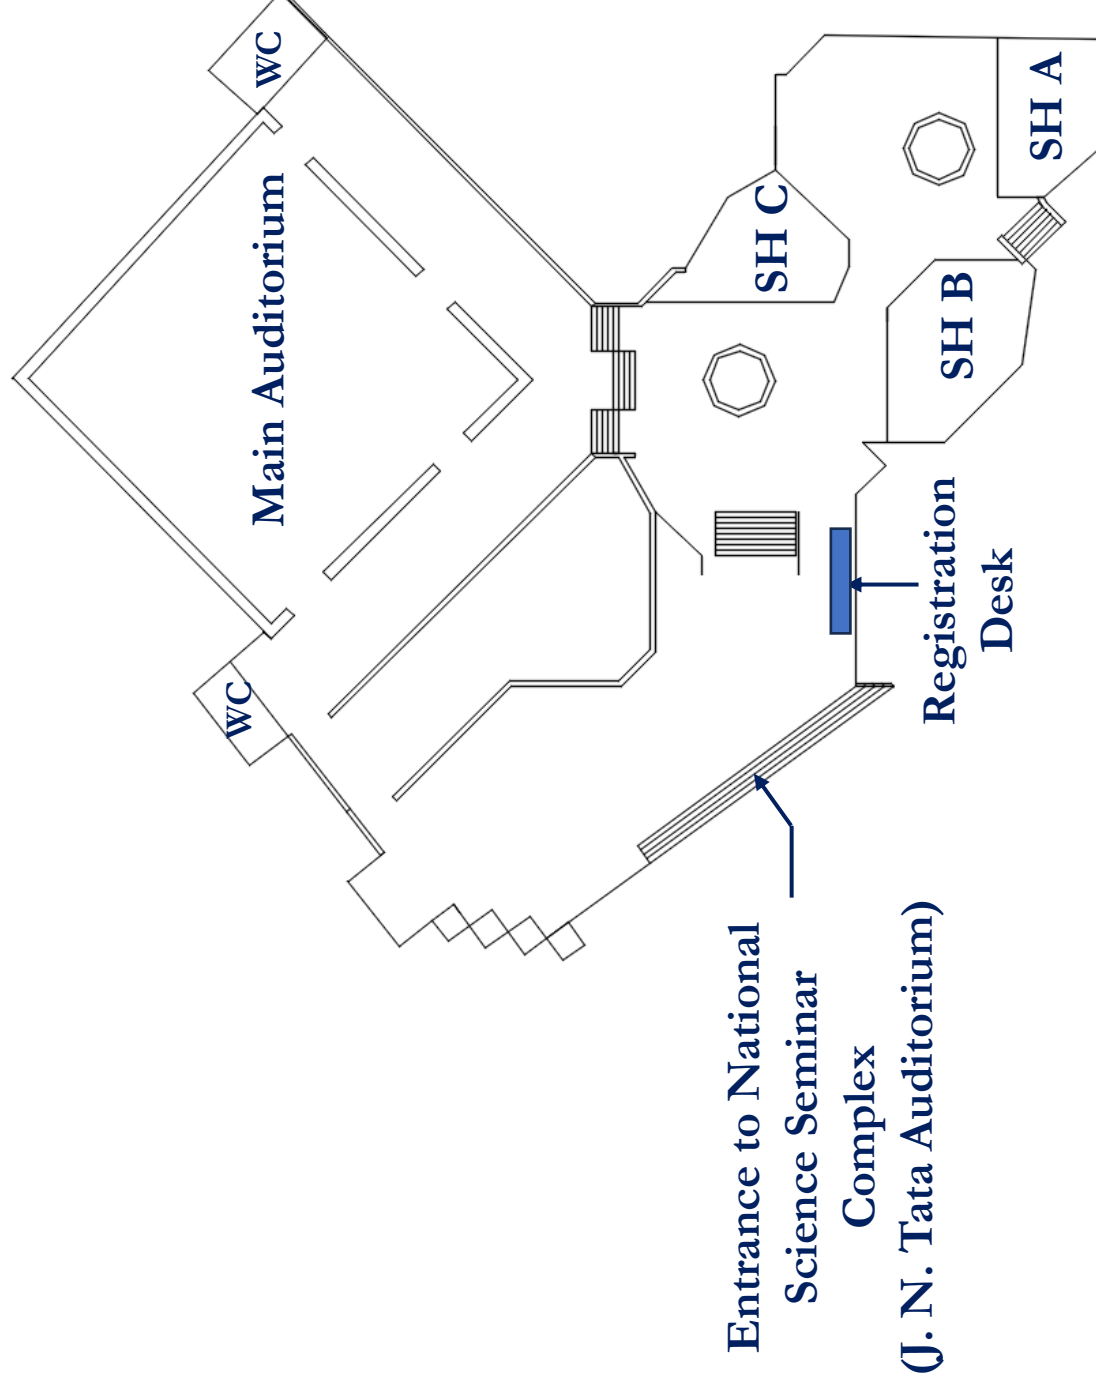 WC
Main Auditorium
WC
SH C
SH A
SH B
Registration
Desk
Entrance to National
Science Seminar
Complex
(J. N. Tata Auditorium)